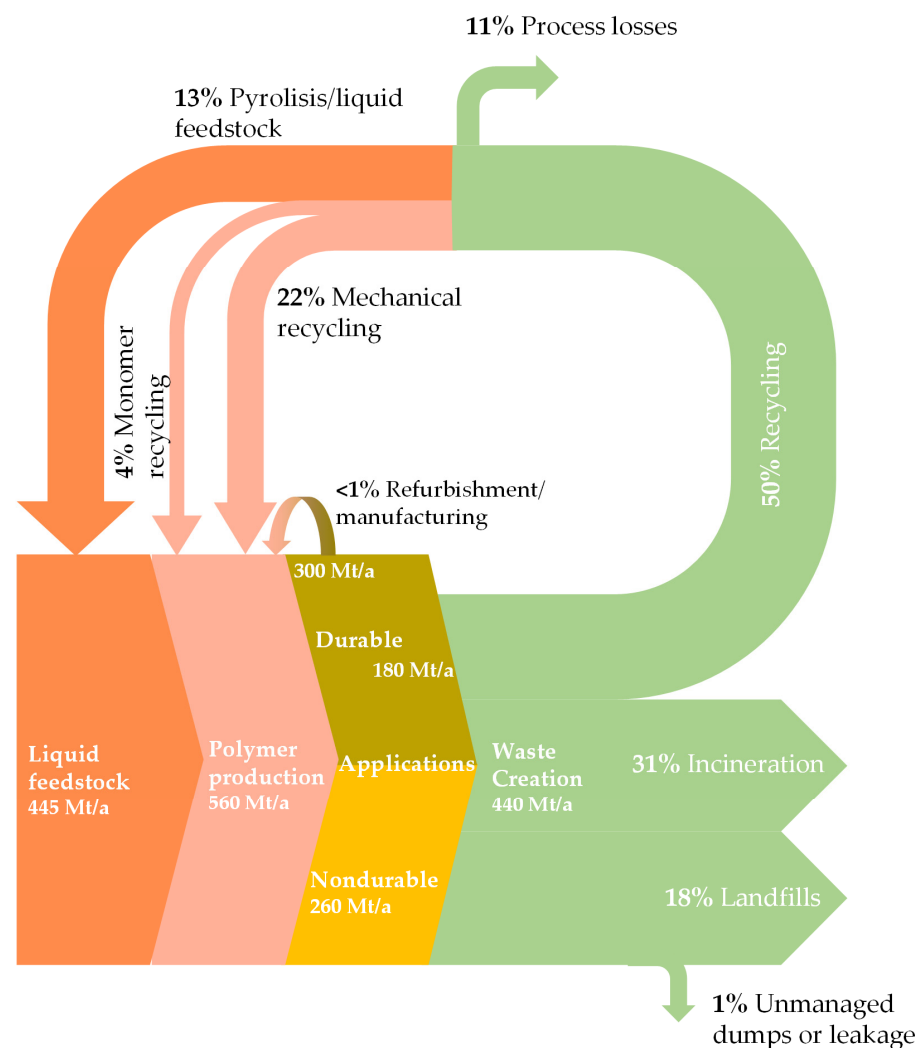 11% Process losses
13% Pyrolisis/liquid
feedstock
22% Mechanical
recycling
4% Monomer
recycling
50% Recycling
<1% Refurbishment/
manufacturing
300 Mt/a
Durable
180 Mt/a
Liquid
feedstock
445 Mt/a
Polymer
production
560 Mt/a
Applications
Waste
Creation
440 Mt/a
31% Incineration
Nondurable
260 Mt/a
18% Landfills
1% Unmanaged
dumps or leakage